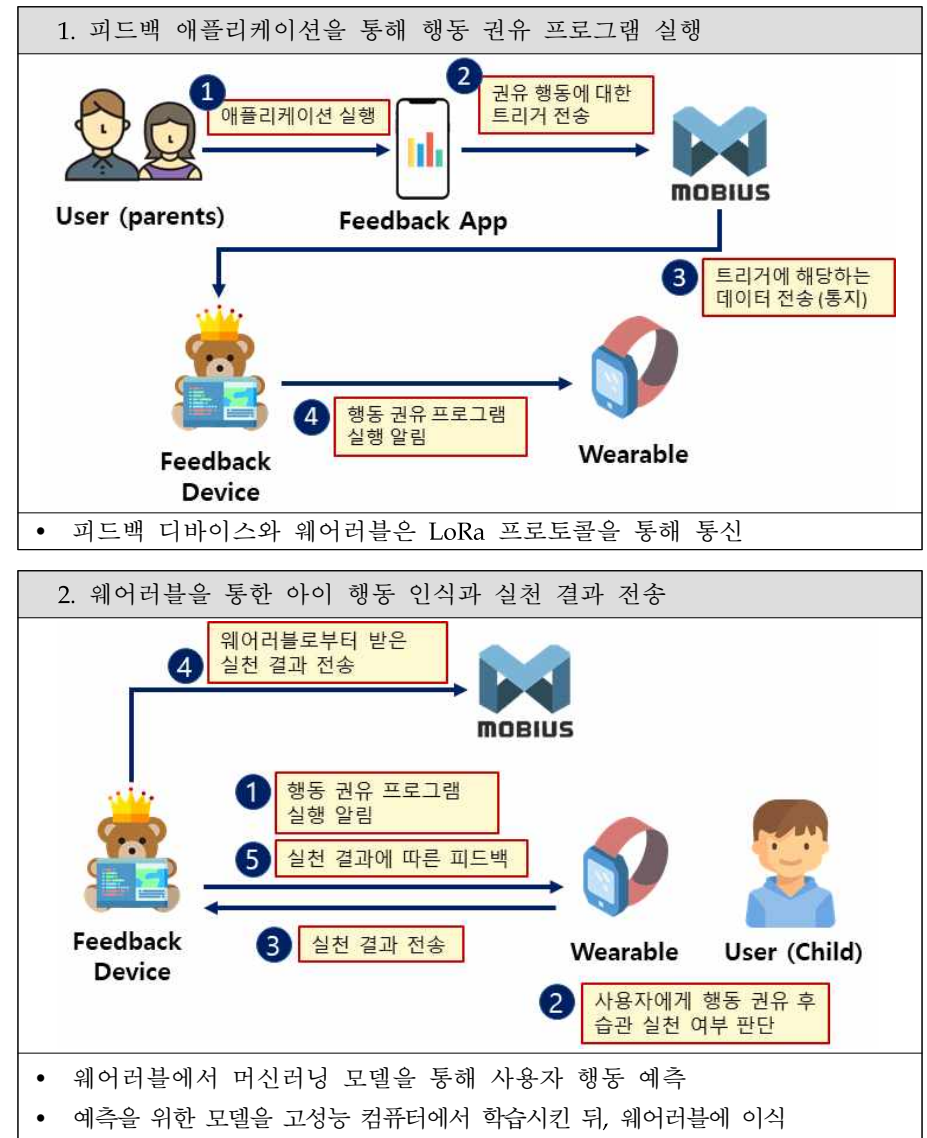 1. 피드백 애플리케이션을 통해 행동 권유 프로그램 실행
1
애플리케이션 실행
2
권유 행동에 대한
트리거 전송
MOBIUS
User (parents)
Feedback App
3
트리거에 해당하는
데이터 전송(통지)
4
행동 권유 프로그램
실행 알림
Feedback
Device
Wearable
• 피드백 디바이스와 웨어러블은 LoRa 프로토콜을 통해 통신
2. 웨어러블을 통한 아이 행동 인식과 실천 결과 전송
4
웨어러블로부터 받은
실천 결과 전송
MOBIUS
1
행동 권유 프로그램
실행 알림
5
실천 결과에 따른 피드백
3
실천 결과 전송
Feedback
Device
Wearable
User (Child)
2
사용자에게 행동 권유 후
습관 실천 여부 판단
• 웨어러블에서 머신러닝 모델을 통해 사용자 행동 예측
• 예측을 위한 모델을 고성능 컴퓨터에서 학습시킨 뒤, 웨어러블에 이식